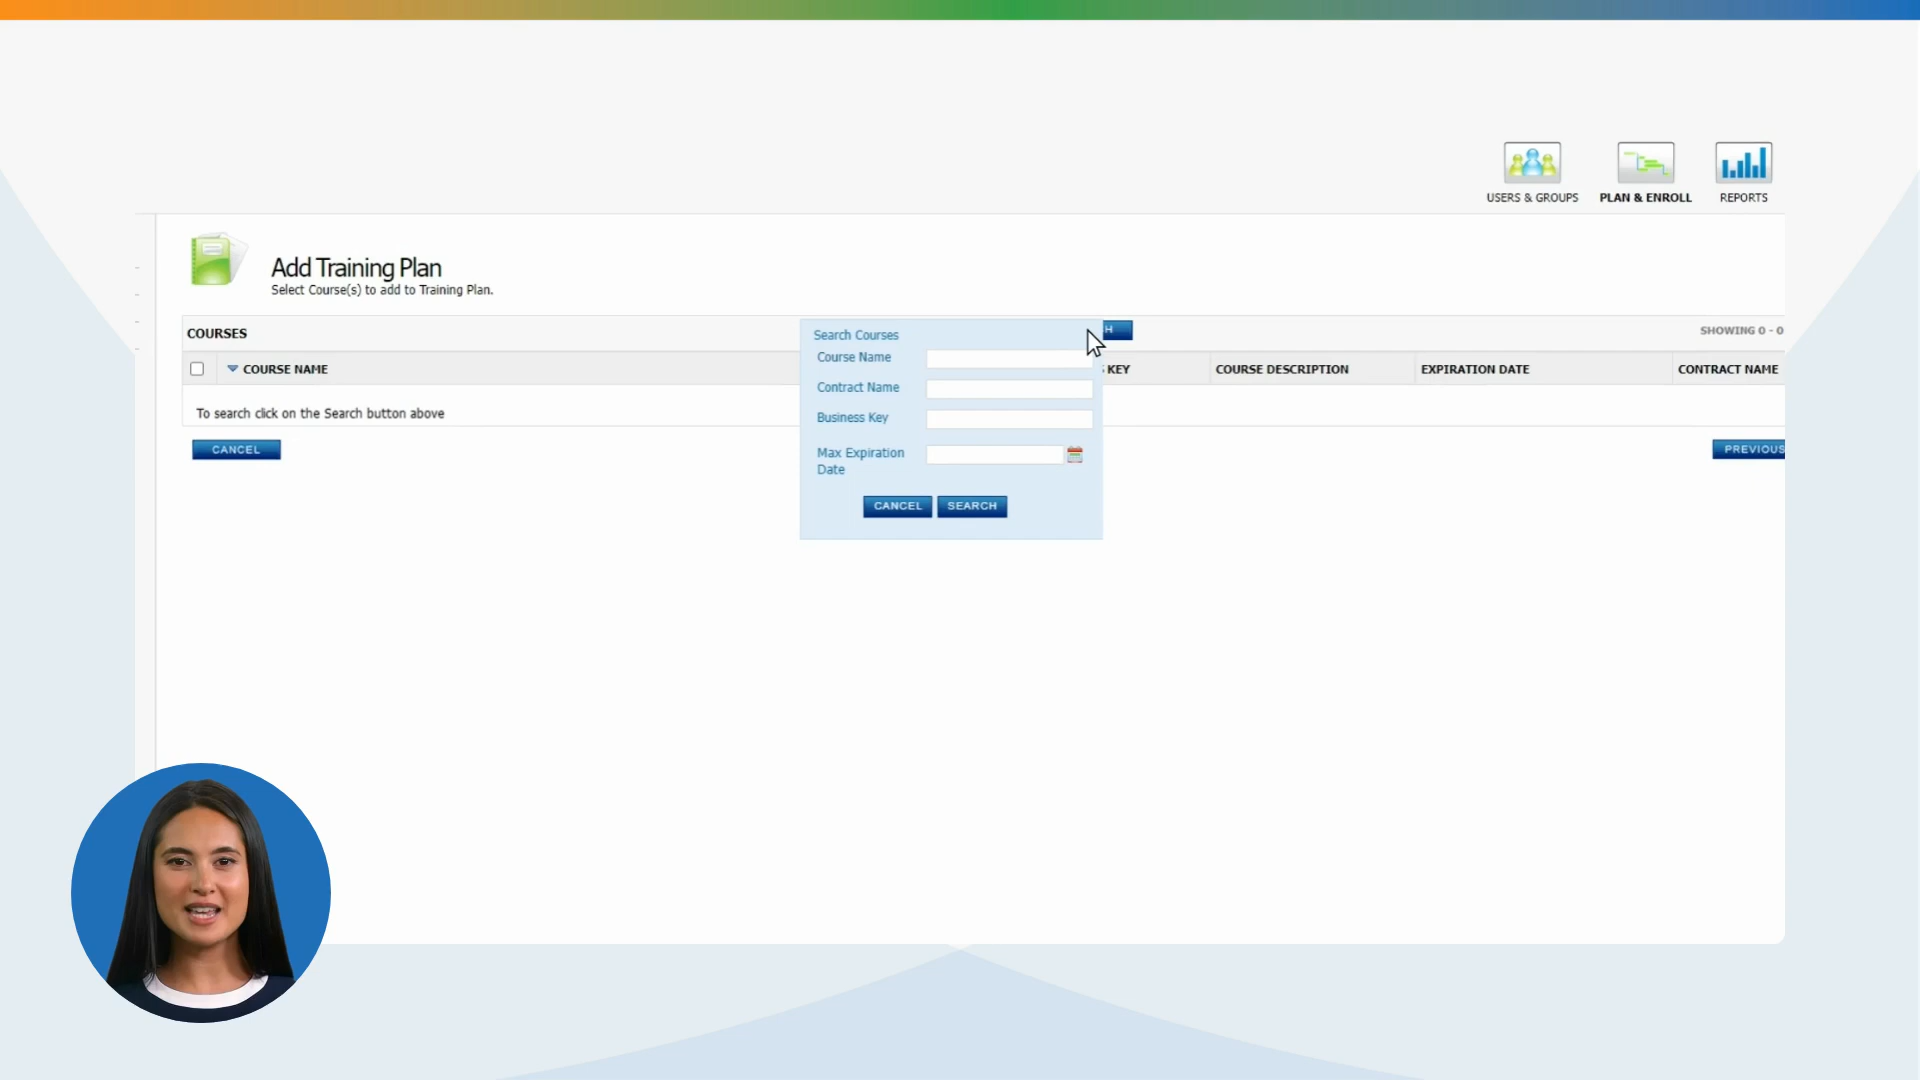 USERS & GROUPS PLAN & ENROLL REPORTS
Add Training Plan
Select Course(s) to add to Training Plan.
COURSES
SHOWING 0 - 0
COURSE NAME
KEY
COURSE DESCRIPTION
EXPIRATION DATE
CONTRACT NAME
To search click on the Search button above
CANCEL
PREVIOUS
Search Courses
Course Name
Contract Name
Business Key
Max Expiration
Date
CANCEL SEARCH